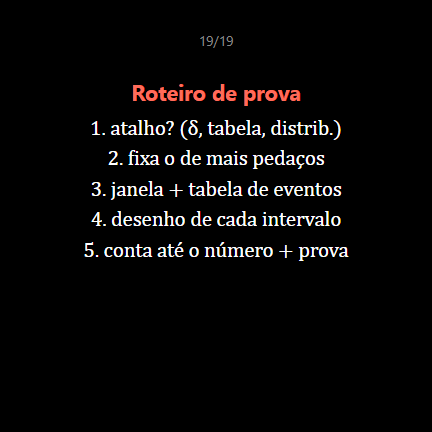 19/19
Roteiro de prova
1. atalho? (δ, tabela, distrib.)
2. fixa o de mais pedaços
3. janela + tabela de eventos
4. desenho de cada intervalo
5. conta até o número + prova